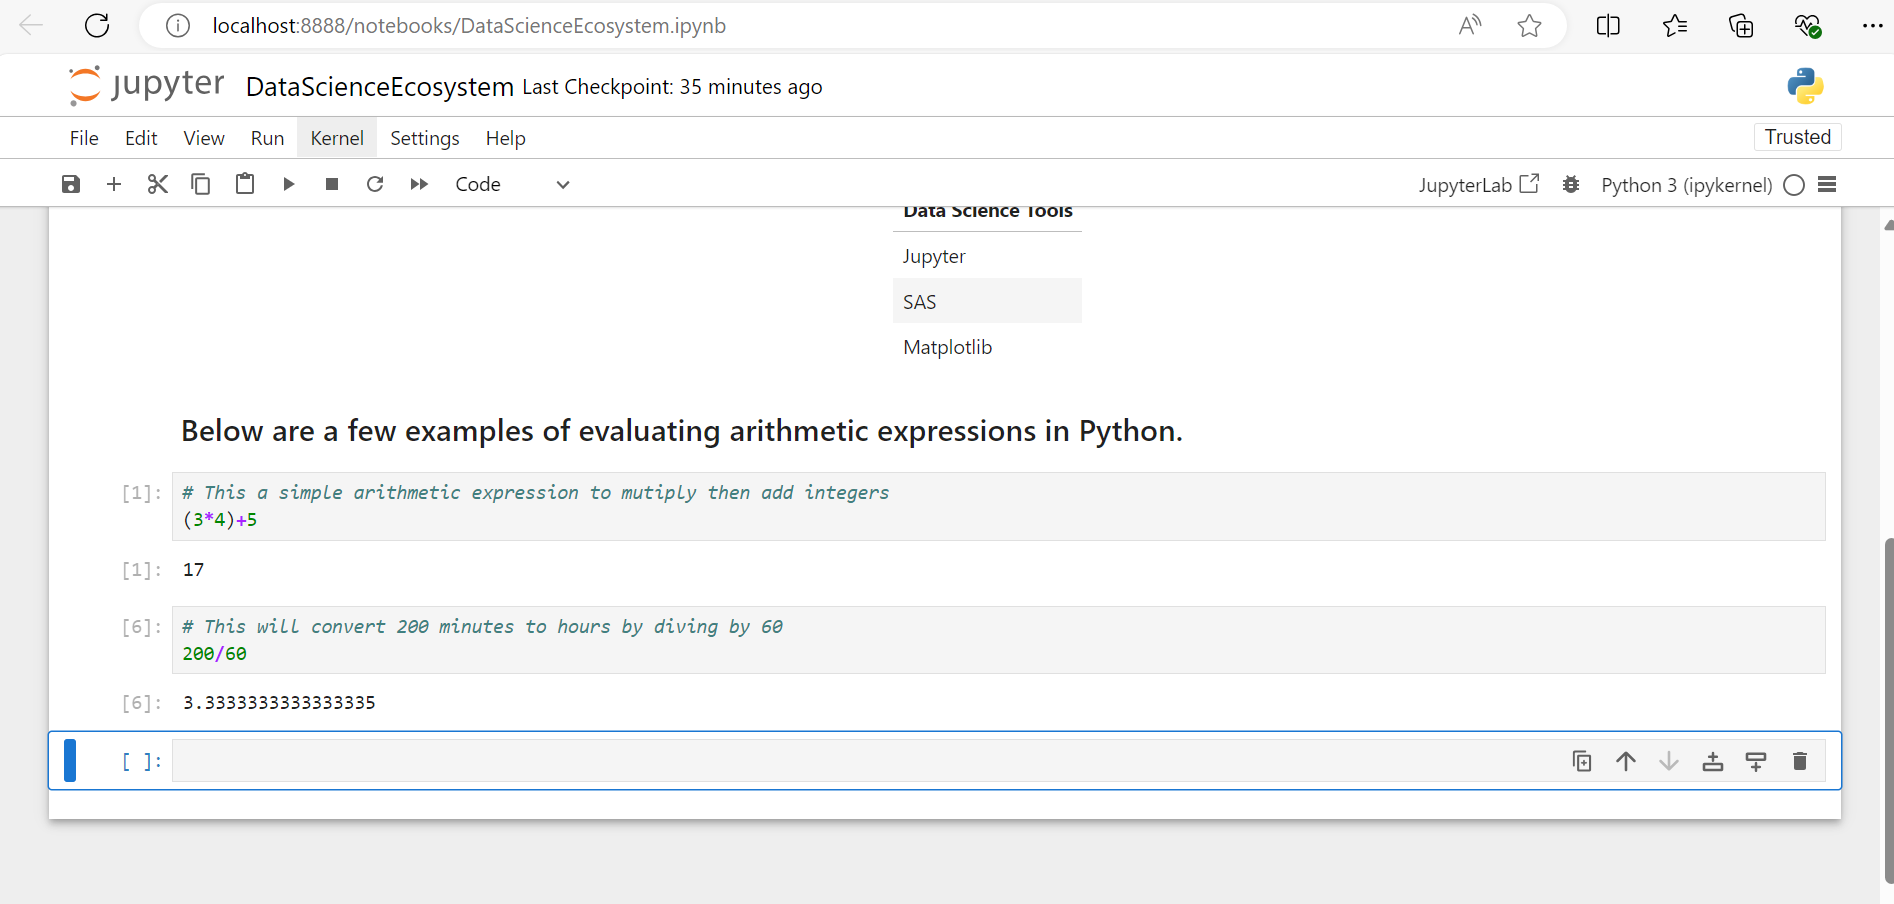 localhost:8888/notebooks/DataScienceEcosystem.ipynb
jupyter DataScienceEcosystem Last Checkpoint: 35 minutes ago
File Edit View Run Kernel Settings Help Trusted
Code JupyterLab Python 3 (ipykernel)
Data Science Tools
Jupyter
SAS
Matplotlib
Below are a few examples of evaluating arithmetic expressions in Python.
[1]: # This a simple arithmetic expression to mutiply then add integers
(3*4)+5
[1]: 17
[6]: # This will convert 200 minutes to hours by diving by 60
200/60
[6]: 3.3333333333333335
[ ]: